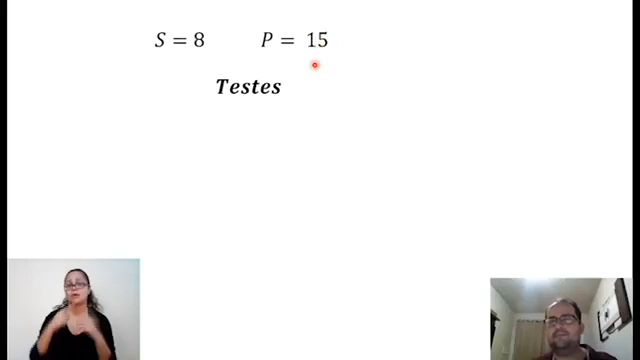 S = 8 P = 15
Testes